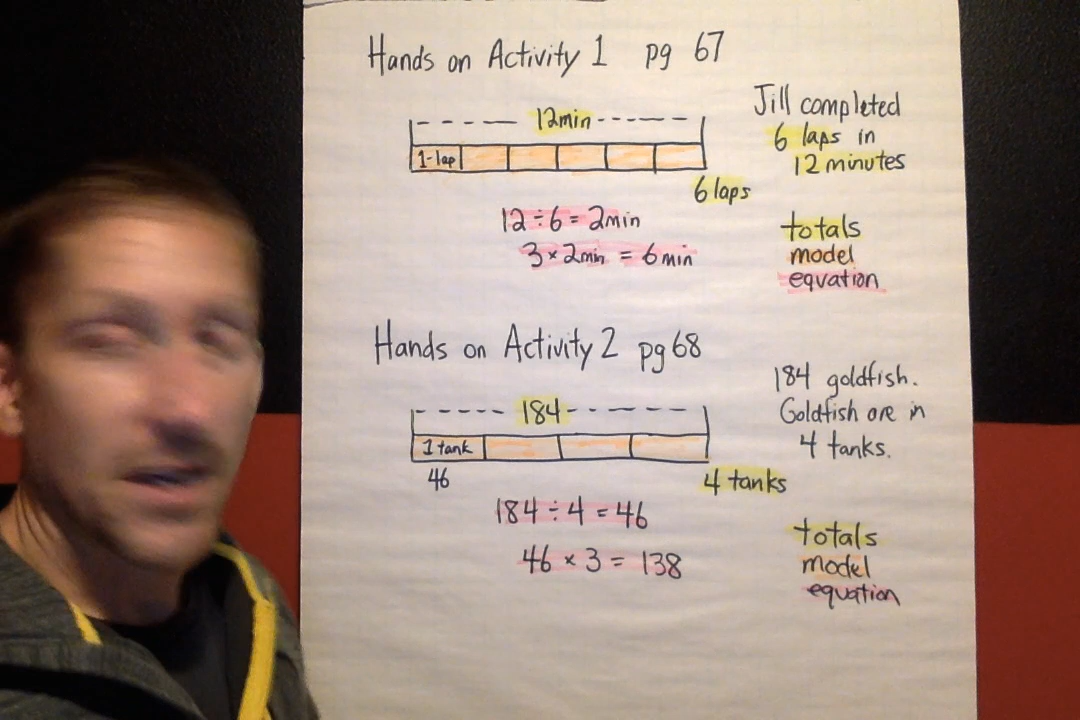 Hands on Activity 1 pg 67
12min
1-lap
6 laps
12 ÷ 6 = 2min
3 × 2min = 6min
Jill completed
6 laps in
12 minutes
totals
model
equation
Hands on Activity 2 pg 68
184
1 tank
46
4 tanks
184 ÷ 4 = 46
46 × 3 = 138
184 goldfish.
Goldfish are in
4 tanks.
totals
model
equation